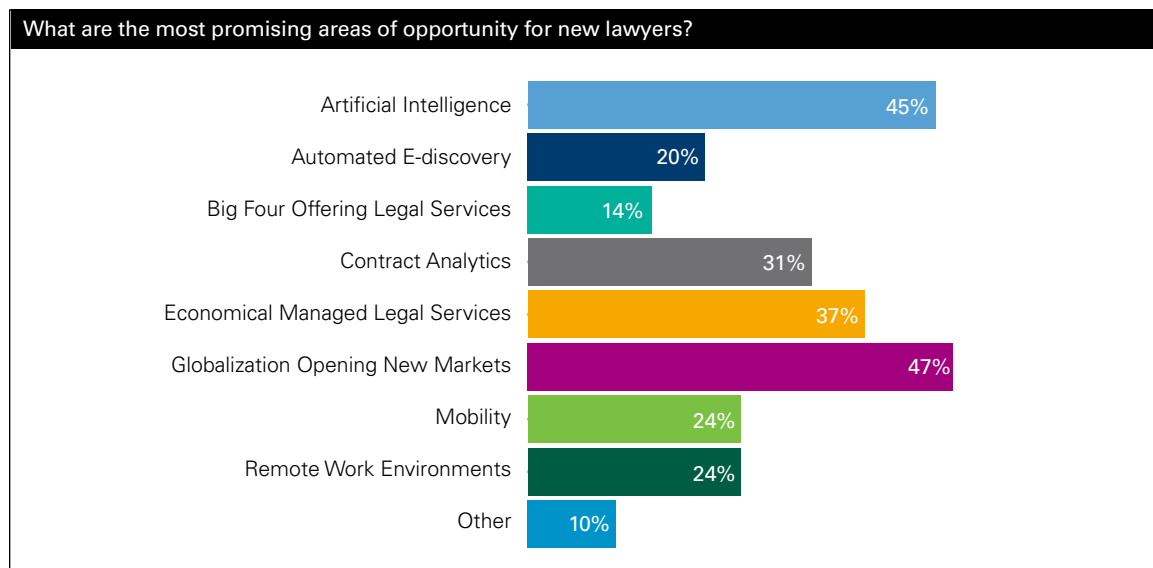 What are the most promising areas of opportunity for new lawyers?
Artificial Intelligence 45%
Automated E-discovery 20%
Big Four Offering Legal Services 14%
Contract Analytics 31%
Economical Managed Legal Services 37%
Globalization Opening New Markets 47%
Mobility 24%
Remote Work Environments 24%
Other 10%